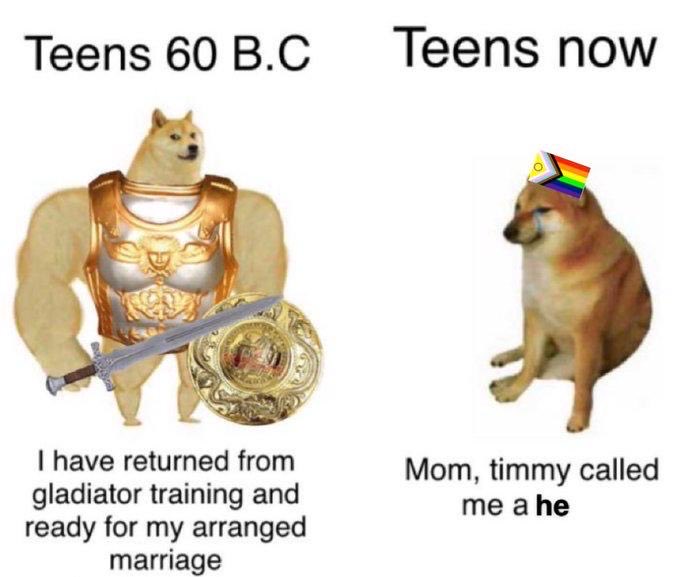 Teens 60 B.C
Teens now
I have returned from
gladiator training and
ready for my arranged
marriage
Mom, timmy called
me a he